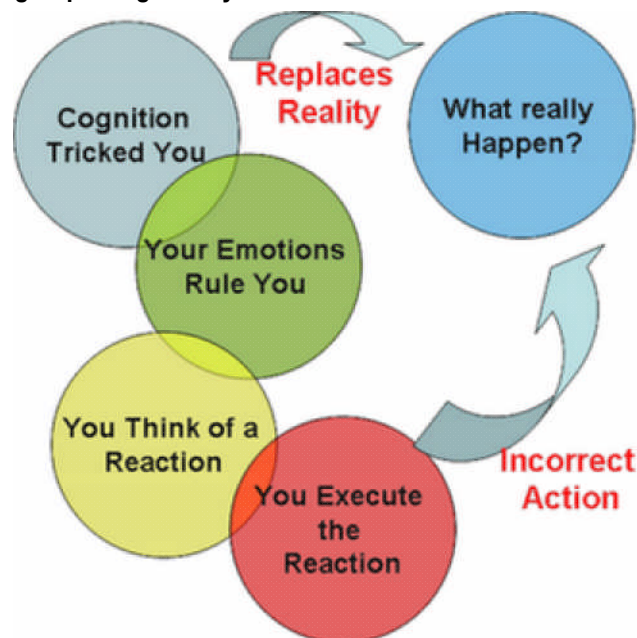 Replaces
Reality
Cognition
Tricked You
What really
Happen?
Your Emotions
Rule You
You Think of a
Reaction
You Execute
the
Reaction
Incorrect
Action